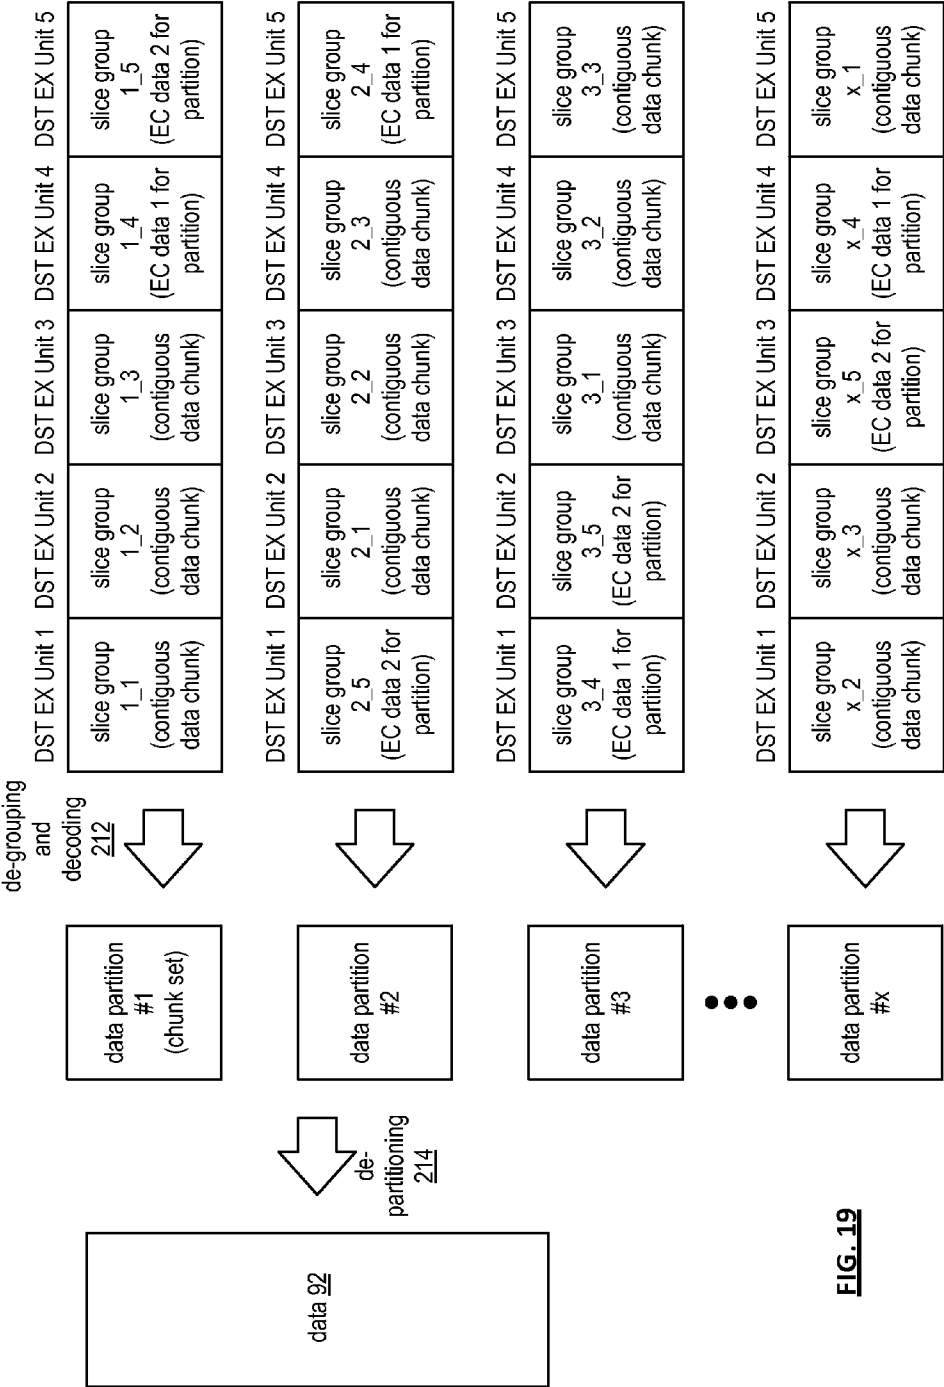 data 92
de-
partitioning
214
data partition
#1
(chunk set)
data partition
#2
data partition
#3
data partition
#x
de-grouping
and
decoding
212
DST EX Unit 1
slice group
1_1
(contiguous
data chunk)
DST EX Unit 2
slice group
1_2
(contiguous
data chunk)
DST EX Unit 3
slice group
1_3
(contiguous
data chunk)
DST EX Unit 4
slice group
1_4
(EC data 1 for
partition)
DST EX Unit 5
slice group
1_5
(EC data 2 for
partition)
DST EX Unit 1
slice group
2_5
(EC data 2 for
partition)
DST EX Unit 2
slice group
2_1
(contiguous
data chunk)
DST EX Unit 3
slice group
2_2
(contiguous
data chunk)
DST EX Unit 4
slice group
2_3
(contiguous
data chunk)
DST EX Unit 5
slice group
2_4
(EC data 1 for
partition)
DST EX Unit 1
slice group
3_4
(EC data 1 for
partition)
DST EX Unit 2
slice group
3_5
(EC data 2 for
partition)
DST EX Unit 3
slice group
3_1
(contiguous
data chunk)
DST EX Unit 4
slice group
3_2
(contiguous
data chunk)
DST EX Unit 5
slice group
3_3
(contiguous
data chunk)
DST EX Unit 1
slice group
x_2
(contiguous
data chunk)
DST EX Unit 2
slice group
x_3
(contiguous
data chunk)
DST EX Unit 3
slice group
x_5
(EC data 2 for
partition)
DST EX Unit 4
slice group
x_4
(EC data 1 for
partition)
DST EX Unit 5
slice group
x_1
(contiguous
data chunk)
FIG. 19